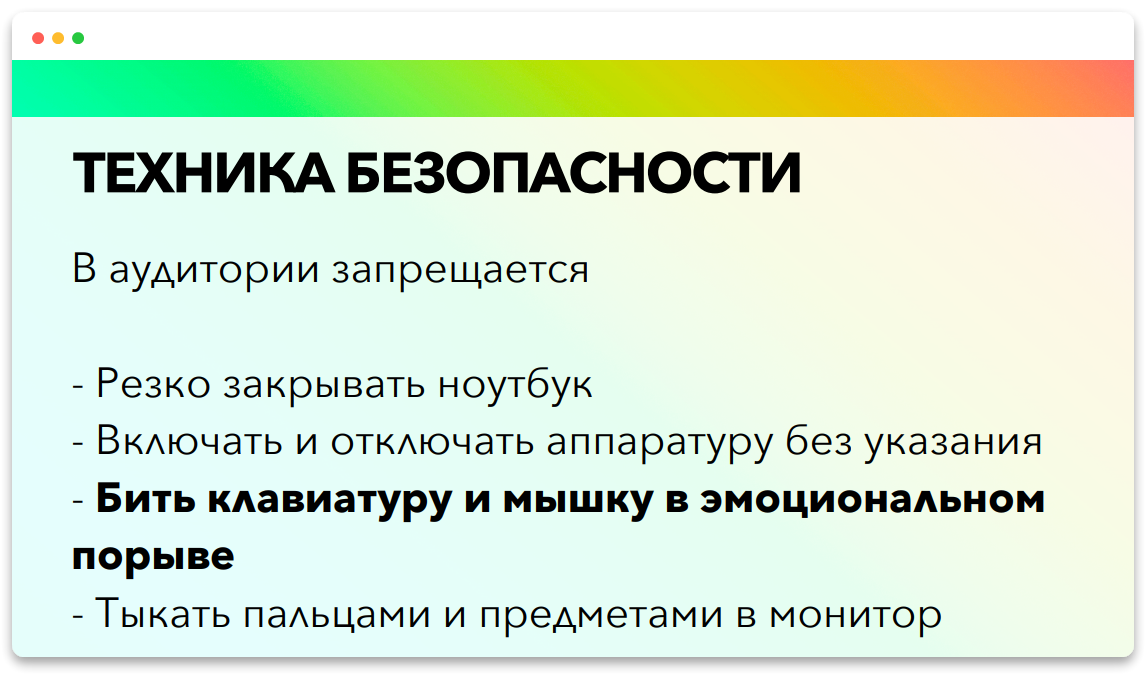 ТЕХНИКА БЕЗОПАСНОСТИ
В аудитории запрещается
- Резко закрывать ноутбук
- Включать и отключать аппаратуру без указания
- Бить клавиатуру и мышку в эмоциональном
порыве
- Тыкать пальцами и предметами в монитор